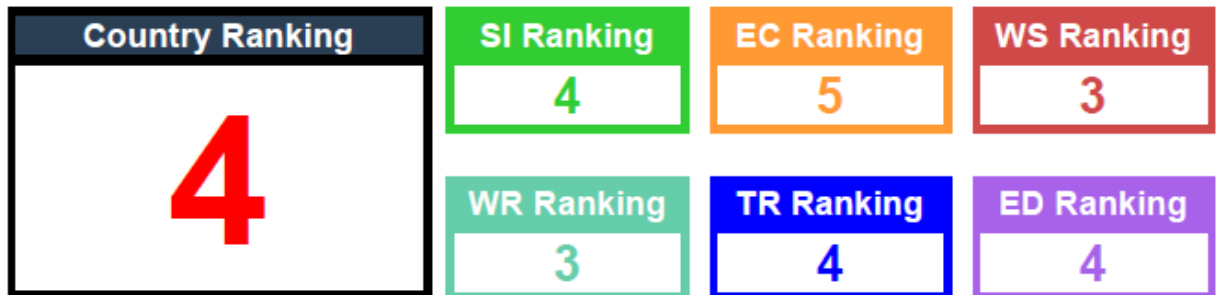 Country Ranking
4
SI Ranking
4
EC Ranking
5
WS Ranking
3
WR Ranking
3
TR Ranking
4
ED Ranking
4